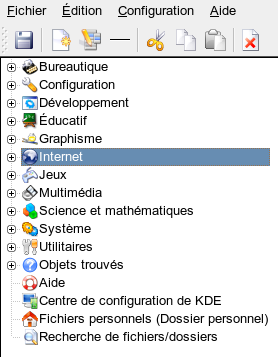 Fichier Édition Configuration Aide
Bureautique
Configuration
Développement
Éducatif
Graphisme
Internet
Jeux
Multimédia
Science et mathématiques
Système
Utilitaires
Objets trouvés
Aide
Centre de configuration de KDE
Fichiers personnels (Dossier personnel)
Recherche de fichiers/dossiers